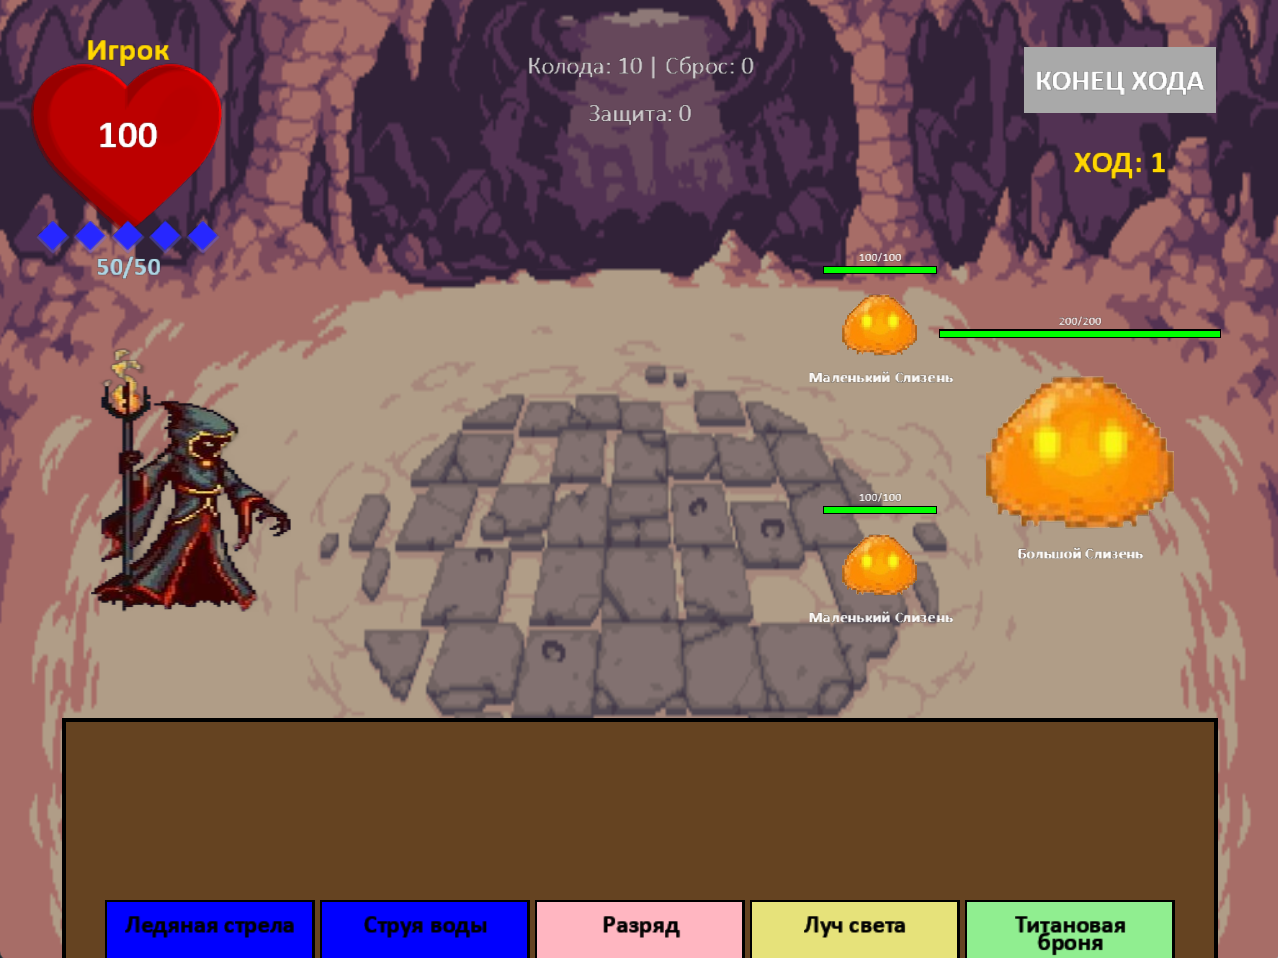 Игрок
100
50/50
Колода: 10 | Сброс: 0
Защита: 0
КОНЕЦ ХОДА
ХОД: 1
100/100
Маленький Слизень
200/200
Большой Слизень
100/100
Маленький Слизень
Ледяная стрела
Струя воды
Разряд
Луч света
Титановая
броня